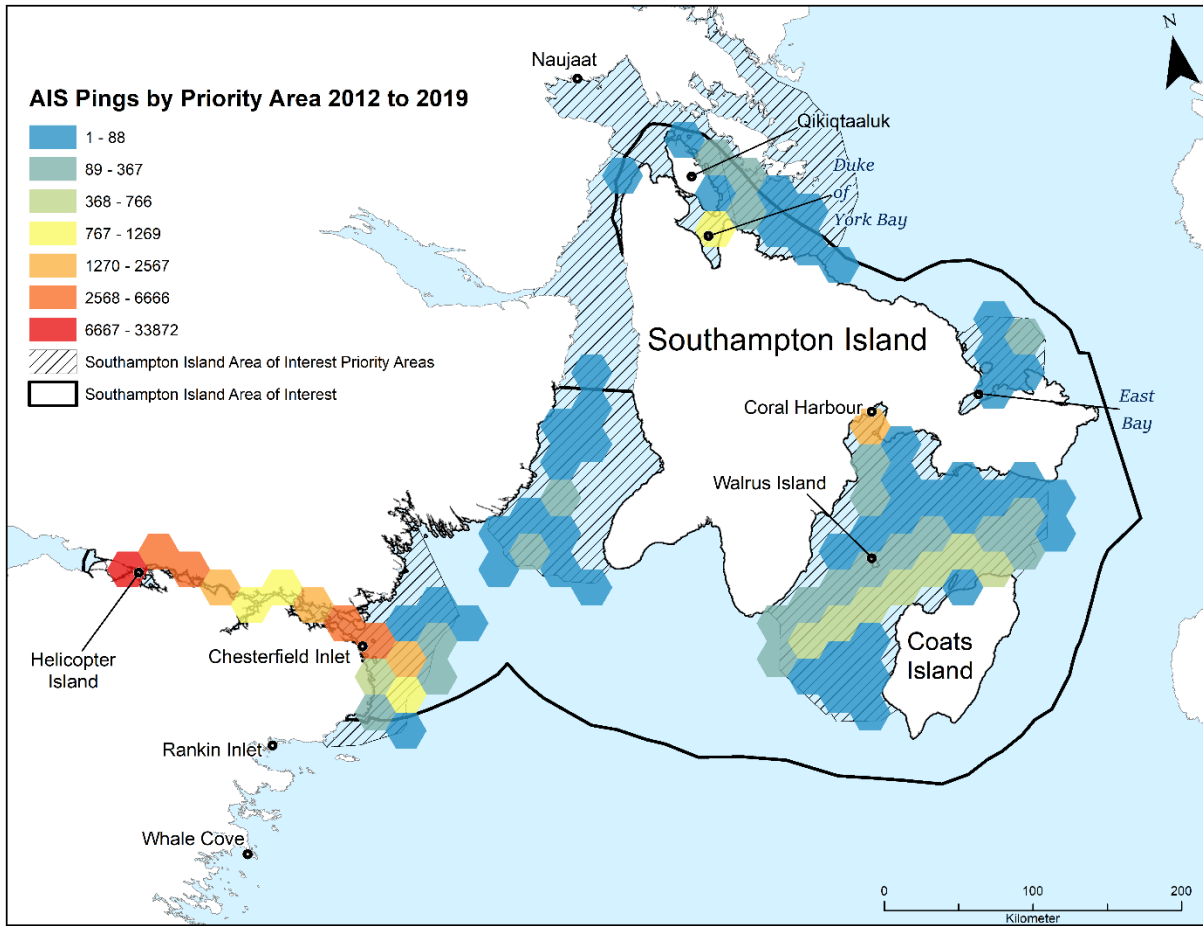 N
Naujaat
AIS Pings by Priority Area 2012 to 2019
1 - 88
89 - 367
368 - 766
767 - 1269
1270 - 2567
2568 - 6666
6667 - 33872
Southampton Island Area of Interest Priority Areas
Southampton Island Area of Interest
Qikiqtaaluk
Duke
of
York Bay
Southampton Island
Coral Harbour
East
Bay
Walrus Island
Helicopter
Island
Chesterfield Inlet
Coats
Island
Rankin Inlet
Whale Cove
0 100 200
Kilometer